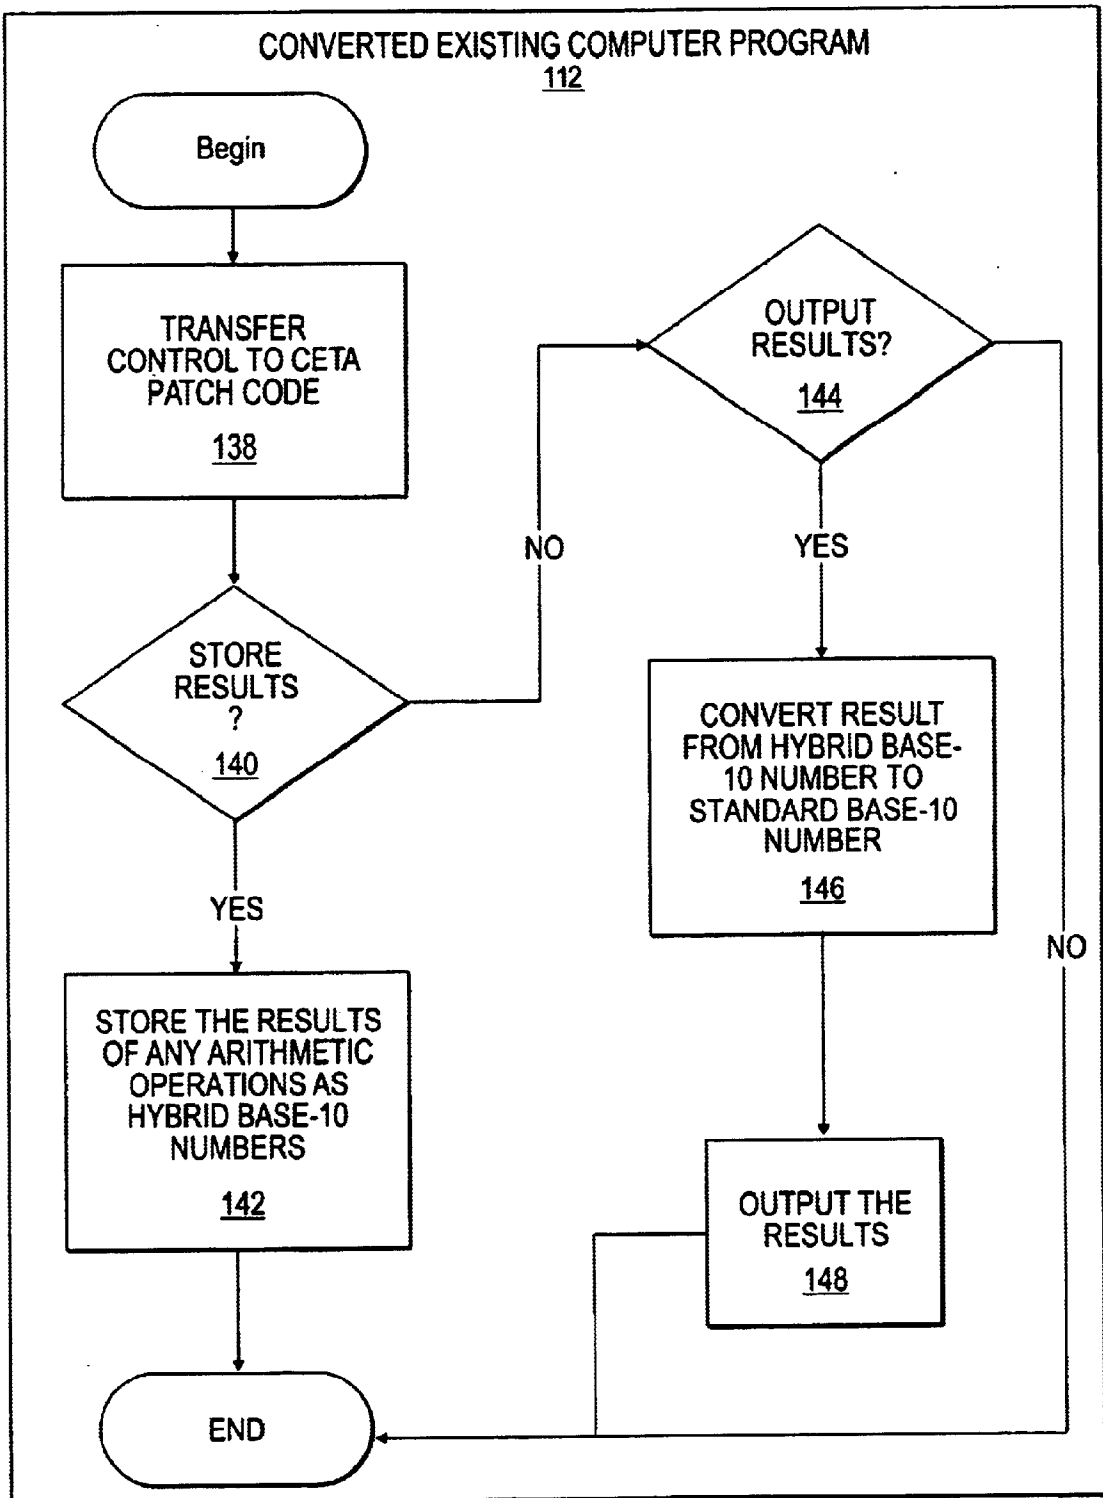 CONVERTED EXISTING COMPUTER PROGRAM
112
Begin
TRANSFER
CONTROL TO CETA
PATCH CODE
138
STORE
RESULTS
?
140
YES
NO
STORE THE RESULTS
OF ANY ARITHMETIC
OPERATIONS AS
HYBRID BASE-10
NUMBERS
142
END
OUTPUT
RESULTS?
144
YES
NO
CONVERT RESULT
FROM HYBRID BASE-
10 NUMBER TO
STANDARD BASE-10
NUMBER
146
OUTPUT THE
RESULTS
148